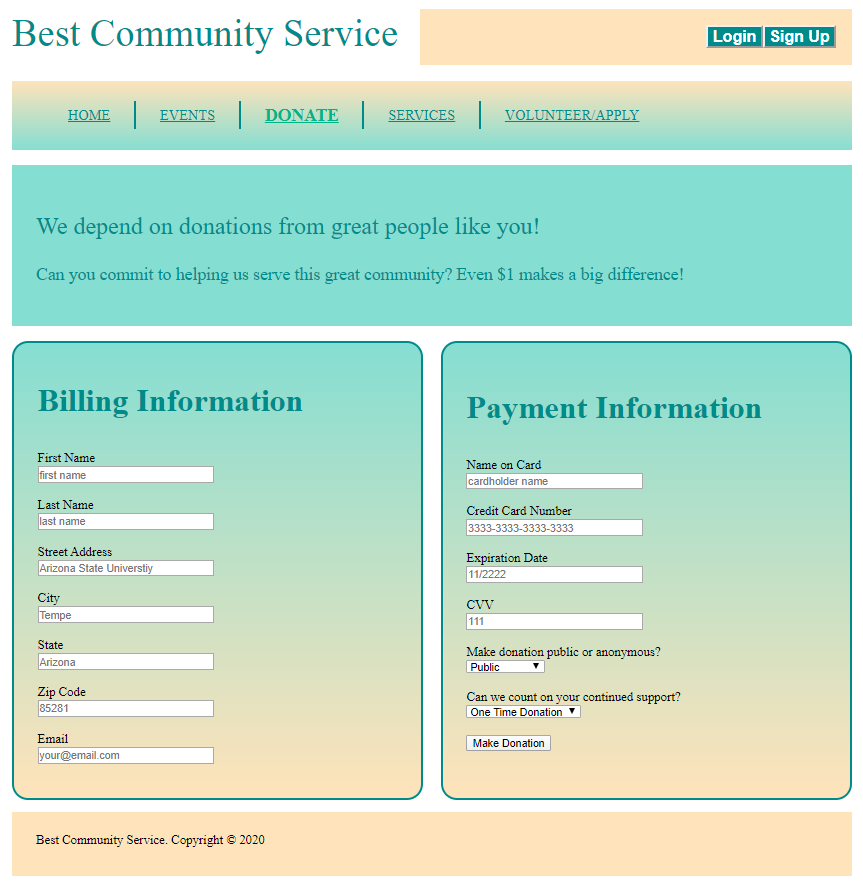 Best Community Service
Login Sign Up
HOME EVENTS DONATE SERVICES VOLUNTEER/APPLY
We depend on donations from great people like you!
Can you commit to helping us serve this great community? Even $1 makes a big difference!
Billing Information
First Name
first name
Last Name
last name
Street Address
Arizona State Universtiy
City
Tempe
State
Arizona
Zip Code
85281
Email
your@email.com
Payment Information
Name on Card
cardholder name
Credit Card Number
3333-3333-3333-3333
Expiration Date
11/2222
CVV
111
Make donation public or anonymous?
Public
Can we count on your continued support?
One Time Donation
Make Donation
Best Community Service. Copyright © 2020